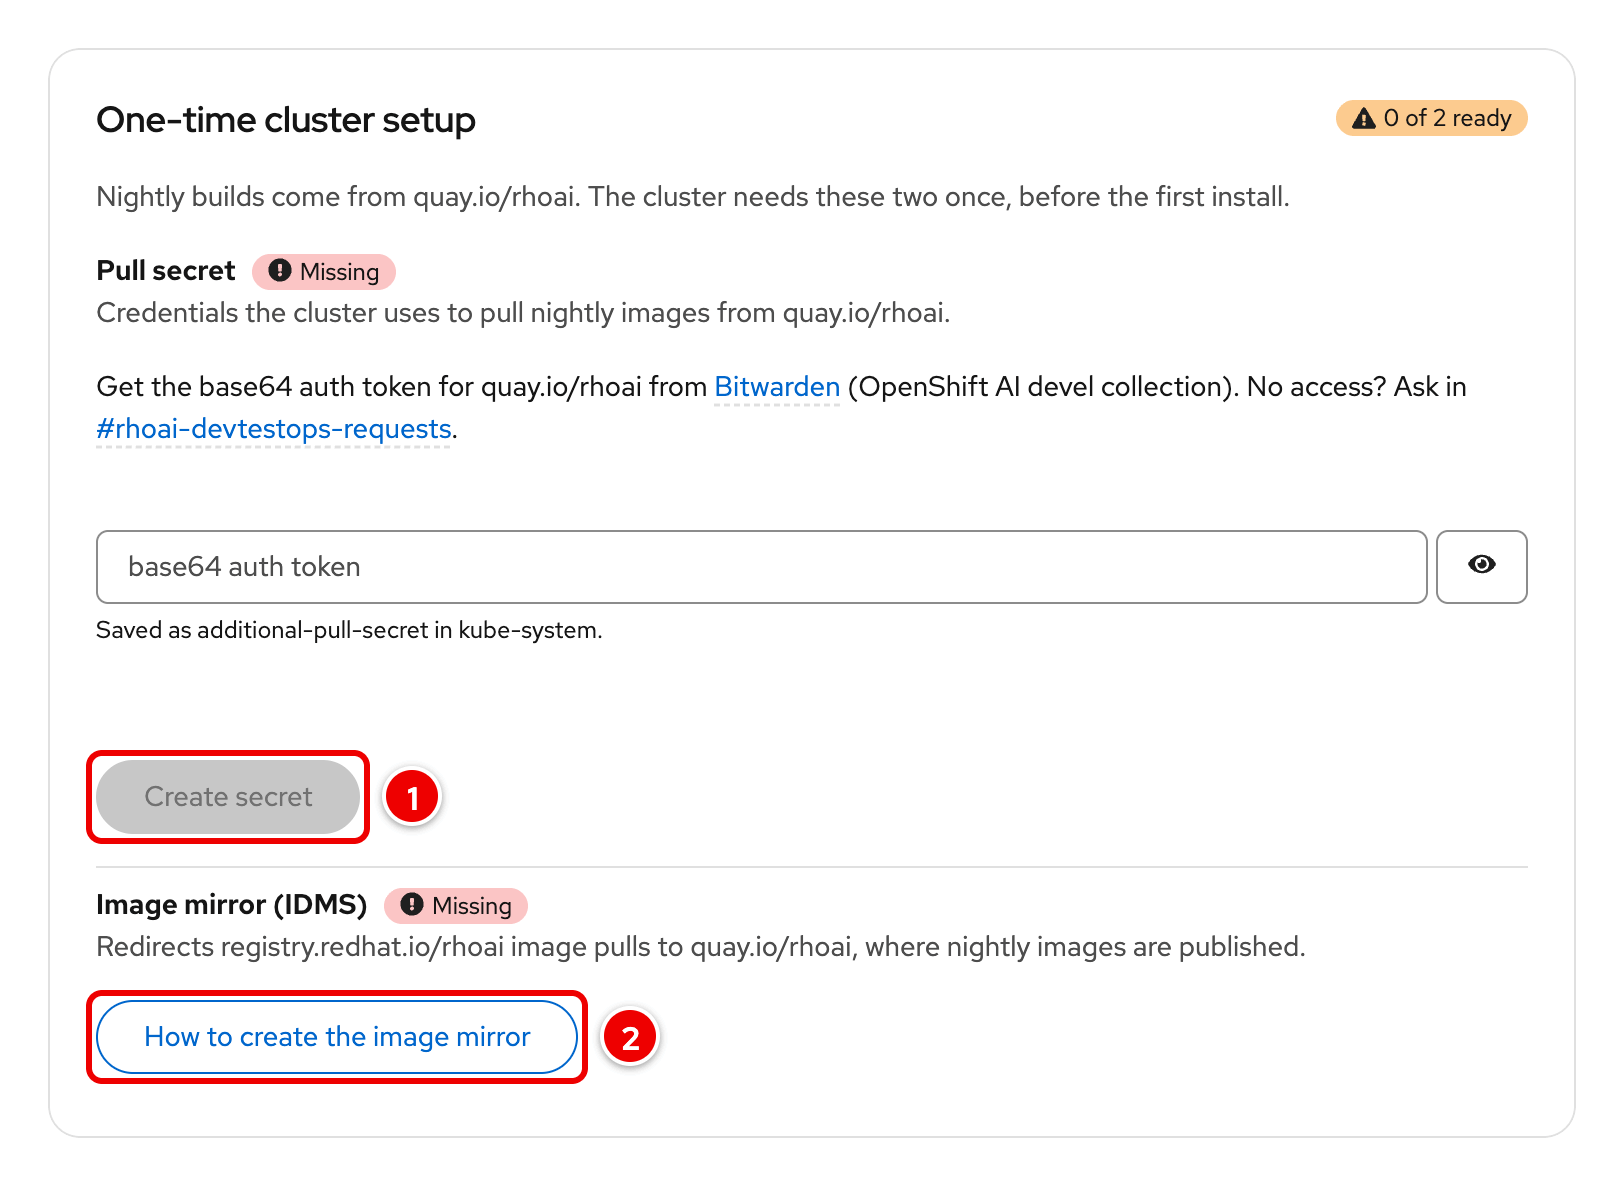 One-time cluster setup
0 of 2 ready
Nightly builds come from quay.io/rhoai. The cluster needs these two once, before the first install.
Pull secret
Missing
Credentials the cluster uses to pull nightly images from quay.io/rhoai.
Get the base64 auth token for quay.io/rhoai from Bitwarden (OpenShift AI devel collection). No access? Ask in
#rhoai-devtestops-requests.
base64 auth token
Saved as additional-pull-secret in kube-system.
Create secret
1
Image mirror (IDMS)
Missing
Redirects registry.redhat.io/rhoai image pulls to quay.io/rhoai, where nightly images are published.
How to create the image mirror
2